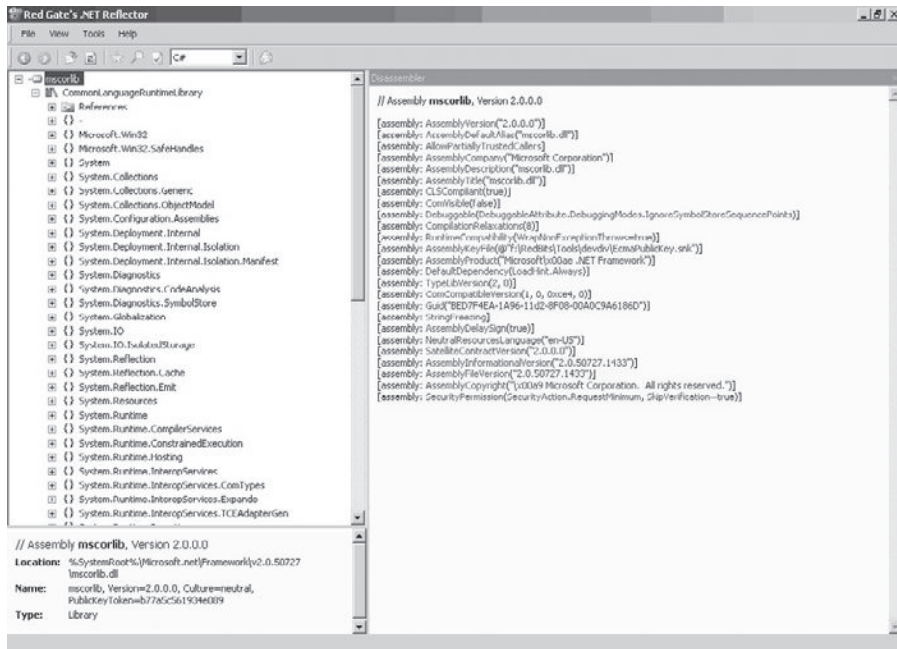 Red Gate's .NET Reflector
File View Tools Help
C#
mscorlib
CommonLanguageRuntimeLibrary
References
{} -
{} Microsoft.Win32
{} Microsoft.Win32.SafeHandles
{} System
{} System.Collections
{} System.Collections.Generic
{} System.Collections.ObjectModel
{} System.Configuration.Assemblies
{} System.Deployment.Internal
{} System.Deployment.Internal.Isolation
{} System.Deployment.Internal.Isolation.Manifest
{} System.Diagnostics
{} System.Diagnostics.CodeAnalysis
{} System.Diagnostics.SymbolStore
{} System.Globalization
{} System.IO
{} System.IO.IsolatedStorage
{} System.Reflection
{} System.Reflection.Cache
{} System.Reflection.Emit
{} System.Resources
{} System.Runtime
{} System.Runtime.CompilerServices
{} System.Runtime.ConstrainedExecution
{} System.Runtime.Hosting
{} System.Runtime.InteropServices
{} System.Runtime.InteropServices.ComTypes
{} System.Runtime.InteropServices.Expando
{} System.Runtime.InteropServices.TCEAdapterGen
// Assembly mscorlib, Version 2.0.0.0
Location: %SystemRoot%\Microsoft.net\Framework\v2.0.50727
\mscorlib.dll
Name: mscorlib, Version=2.0.0.0, Culture=neutral,
PublicKeyToken=b77a5c561934e089
Type: Library
Disassembler
// Assembly mscorlib, Version 2.0.0.0
[assembly: AssemblyVersion("2.0.0.0")]
[assembly: AssemblyDefaultAlias("mscorlib.dll")]
[assembly: AllowPartiallyTrustedCallers]
[assembly: AssemblyCompany("Microsoft Corporation")]
[assembly: AssemblyDescription("mscorlib.dll")]
[assembly: AssemblyTitle("mscorlib.dll")]
[assembly: CLSCompliant(true)]
[assembly: ComVisible(false)]
[assembly: Debuggable(DebuggableAttribute.DebuggingModes.IgnoreSymbolStoreSequencePoints)]
[assembly: CompilationRelaxations(8)]
[assembly: RuntimeCompatibility(WrapNonExceptionThrows=true)]
[assembly: AssemblyKeyFile(@"f:\RedBits\Tools\devdiv\EcmaPublicKey.snk")]
[assembly: AssemblyProduct("Microsoft\x00ae .NET Framework")]
[assembly: DefaultDependency(LoadHint.Always)]
[assembly: TypeLibVersion(2, 0)]
[assembly: ComCompatibleVersion(1, 0, 0xce4, 0)]
[assembly: Guid("BED7F4EA-1A96-11d2-8F08-00A0C9A6186D")]
[assembly: StringFreezing]
[assembly: AssemblyDelaySign(true)]
[assembly: NeutralResourcesLanguage("en-US")]
[assembly: SatelliteContractVersion("2.0.0.0")]
[assembly: AssemblyInformationalVersion("2.0.50727.1433")]
[assembly: AssemblyFileVersion("2.0.50727.1433")]
[assembly: AssemblyCopyright("\x00a9 Microsoft Corporation.  All rights reserved.")]
[assembly: SecurityPermission(SecurityAction.RequestMinimum, SkipVerification=true)]